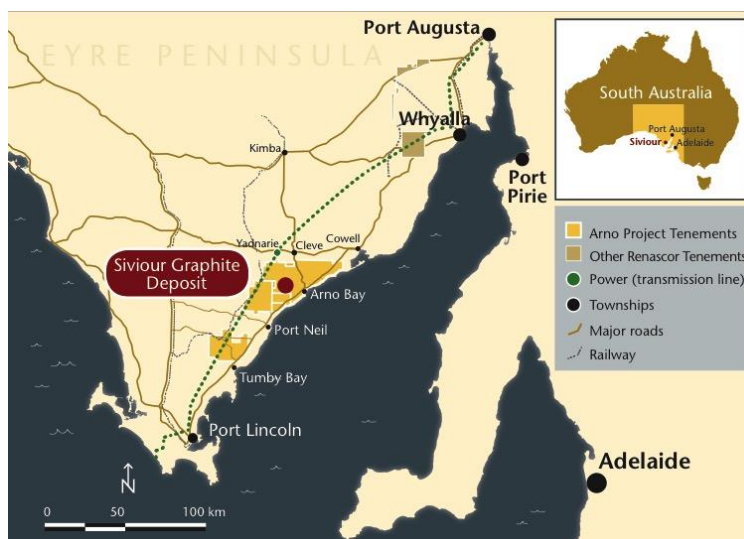 EYRE PENINSULA
Port Augusta
Whyalla
Kimba
Port
Pirie
Yadnarie
Cleve
Cowell
Siviour Graphite
Deposit
Arno Bay
Port Neil
Tumby Bay
Port Lincoln
Adelaide
N
0 50 100 km
South Australia
Port Augusta
Siviour
Adelaide
Arno Project Tenements
Other Renascor Tenements
Power (transmission line)
Townships
Major roads
Railway